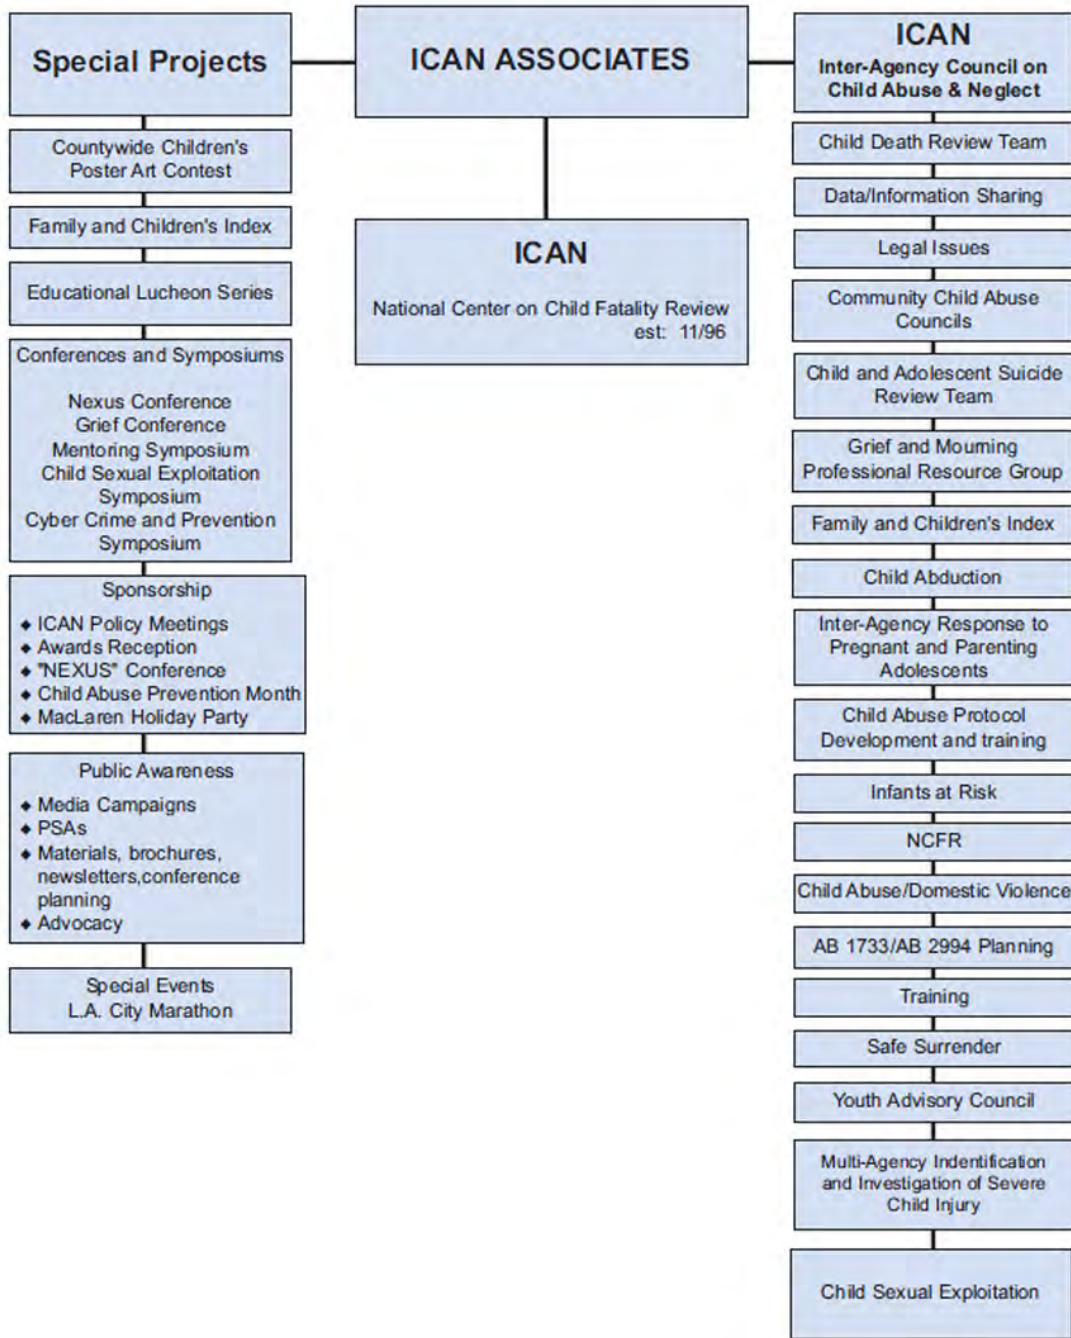 Special Projects
Countywide Children's
Poster Art Contest
Family and Children's Index
Educational Lucheon Series
Conferences and Symposiums
Nexus Conference
Grief Conference
Mentoring Symposium
Child Sexual Exploitation
Symposium
Cyber Crime and Prevention
Symposium
Sponsorship
◆ ICAN Policy Meetings
◆ Awards Reception
◆ "NEXUS" Conference
◆ Child Abuse Prevention Month
◆ MacLaren Holiday Party
Public Awareness
◆ Media Campaigns
◆ PSAs
◆ Materials, brochures,
newsletters,conference
planning
◆ Advocacy
Special Events
L.A. City Marathon
ICAN ASSOCIATES
ICAN
National Center on Child Fatality Review
est: 11/96
ICAN
Inter-Agency Council on
Child Abuse & Neglect
Child Death Review Team
Data/Information Sharing
Legal Issues
Community Child Abuse
Councils
Child and Adolescent Suicide
Review Team
Grief and Mourning
Professional Resource Group
Family and Children's Index
Child Abduction
Inter-Agency Response to
Pregnant and Parenting
Adolescents
Child Abuse Protocol
Development and training
Infants at Risk
NCFR
Child Abuse/Domestic Violence
AB 1733/AB 2994 Planning
Training
Safe Surrender
Youth Advisory Council
Multi-Agency Indentification
and Investigation of Severe
Child Injury
Child Sexual Exploitation